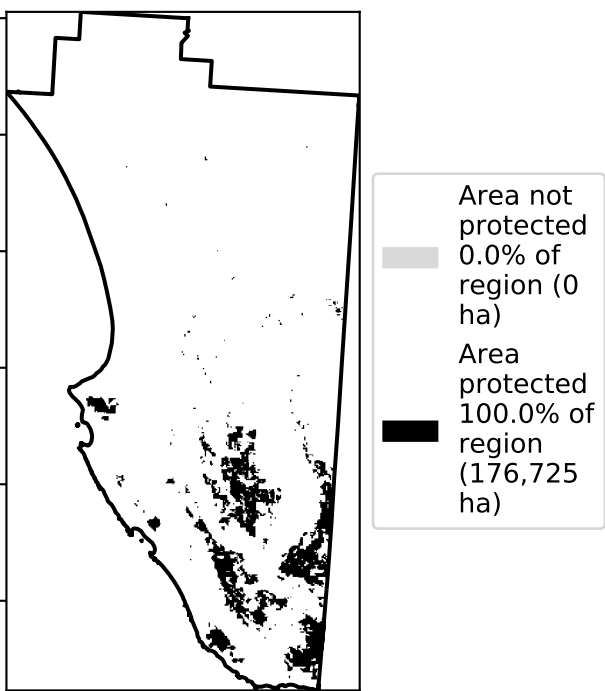 Area not
protected
0.0% of
region (0
ha)
Area
protected
100.0% of
region
(176,725
ha)